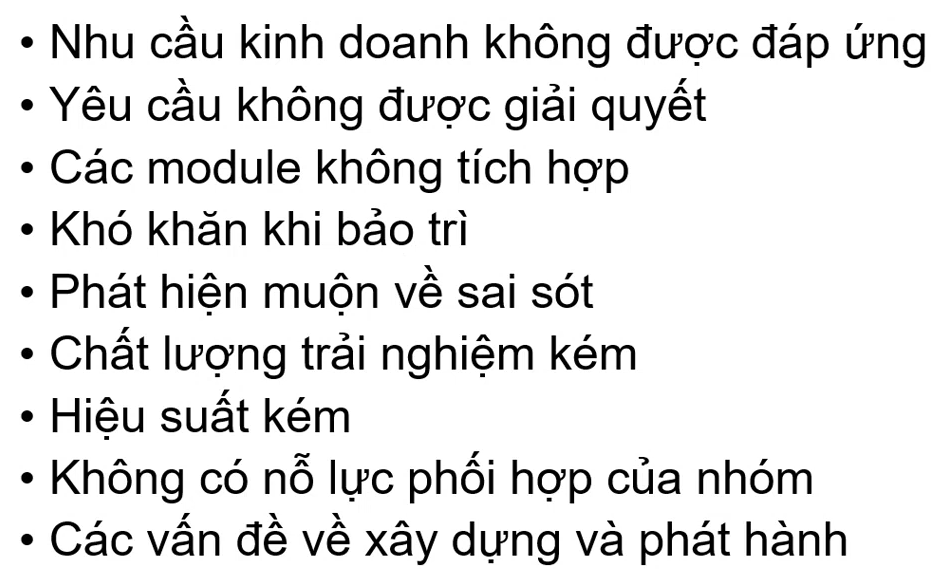 • Nhu cầu kinh doanh không được đáp ứng
• Yêu cầu không được giải quyết
• Các module không tích hợp
• Khó khăn khi bảo trì
• Phát hiện muộn về sai sót
• Chất lượng trải nghiệm kém
• Hiệu suất kém
• Không có nỗ lực phối hợp của nhóm
• Các vấn đề về xây dựng và phát hành